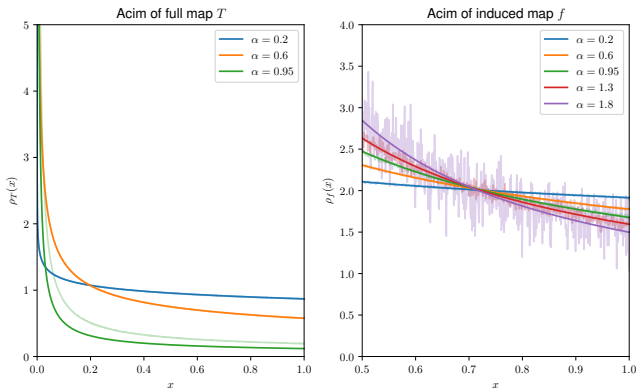 Acim of full map T
5
4
3
2
1
0
0.0 0.2 0.4 0.6 0.8 1.0
x
ρT(x)
α = 0.2
α = 0.6
α = 0.95
Acim of induced map f
4.0
3.5
3.0
2.5
2.0
1.5
1.0
0.5
0.0
0.5 0.6 0.7 0.8 0.9 1.0
x
ρf(x)
α = 0.2
α = 0.6
α = 0.95
α = 1.3
α = 1.8